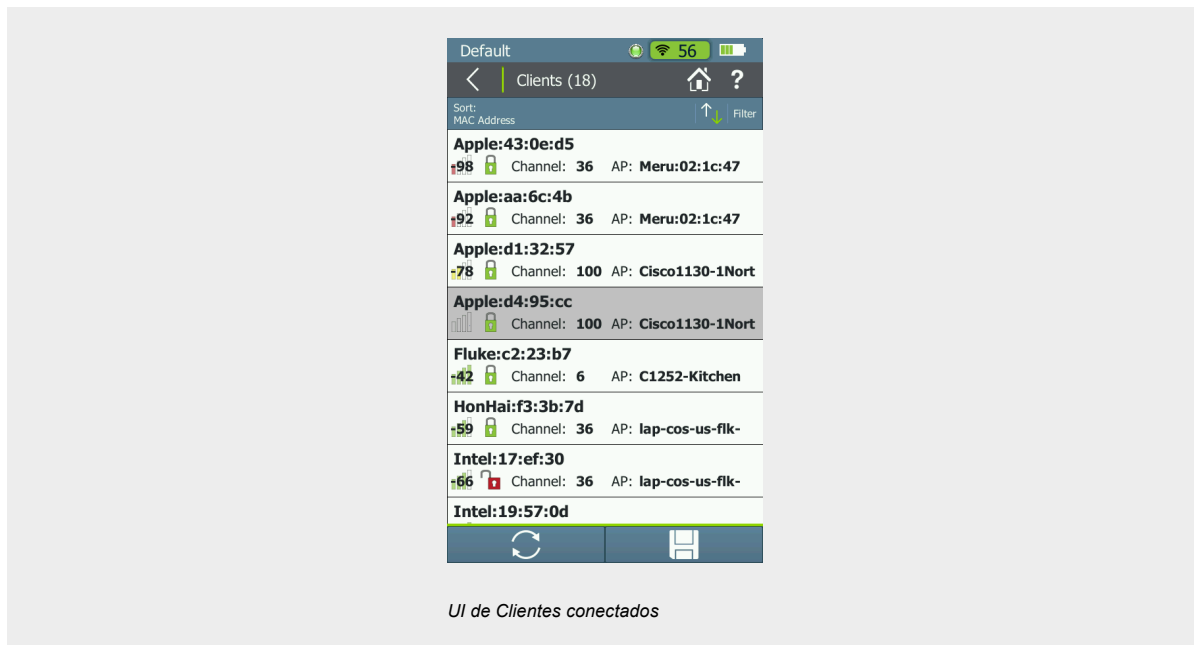 Default 56
Clients (18) ?
Sort:
MAC Address Filter
Apple:43:0e:d5
-98 Channel: 36 AP: Meru:02:1c:47
Apple:aa:6c:4b
-92 Channel: 36 AP: Meru:02:1c:47
Apple:d1:32:57
-78 Channel: 100 AP: Cisco1130-1Nort
Apple:d4:95:cc
Channel: 100 AP: Cisco1130-1Nort
Fluke:c2:23:b7
-42 Channel: 6 AP: C1252-Kitchen
HonHai:f3:3b:7d
-59 Channel: 36 AP: lap-cos-us-flk-
Intel:17:ef:30
-66 Channel: 36 AP: lap-cos-us-flk-
Intel:19:57:0d
UI de Clientes conectados